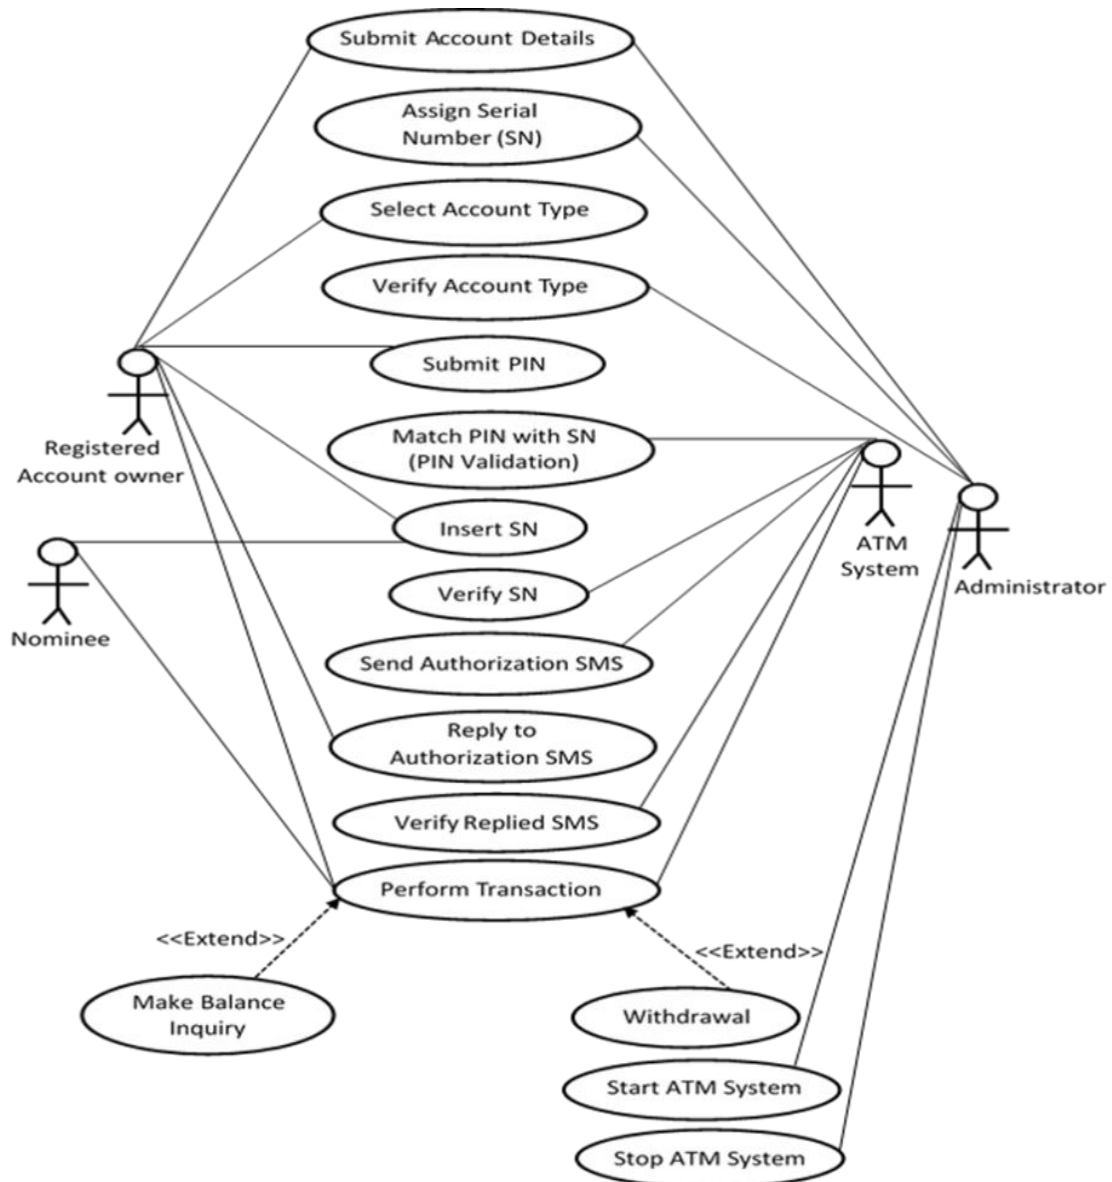 Submit Account Details
Assign Serial
Number (SN)
Select Account Type
Verify Account Type
Submit PIN
Registered
Account owner
Match PIN with SN
(PIN Validation)
Insert SN
ATM
System
Administrator
Verify SN
Nominee
Send Authorization SMS
Reply to
Authorization SMS
Verify Replied SMS
Perform Transaction
<<Extend>>
<<Extend>>
Make Balance
Inquiry
Withdrawal
Start ATM System
Stop ATM System